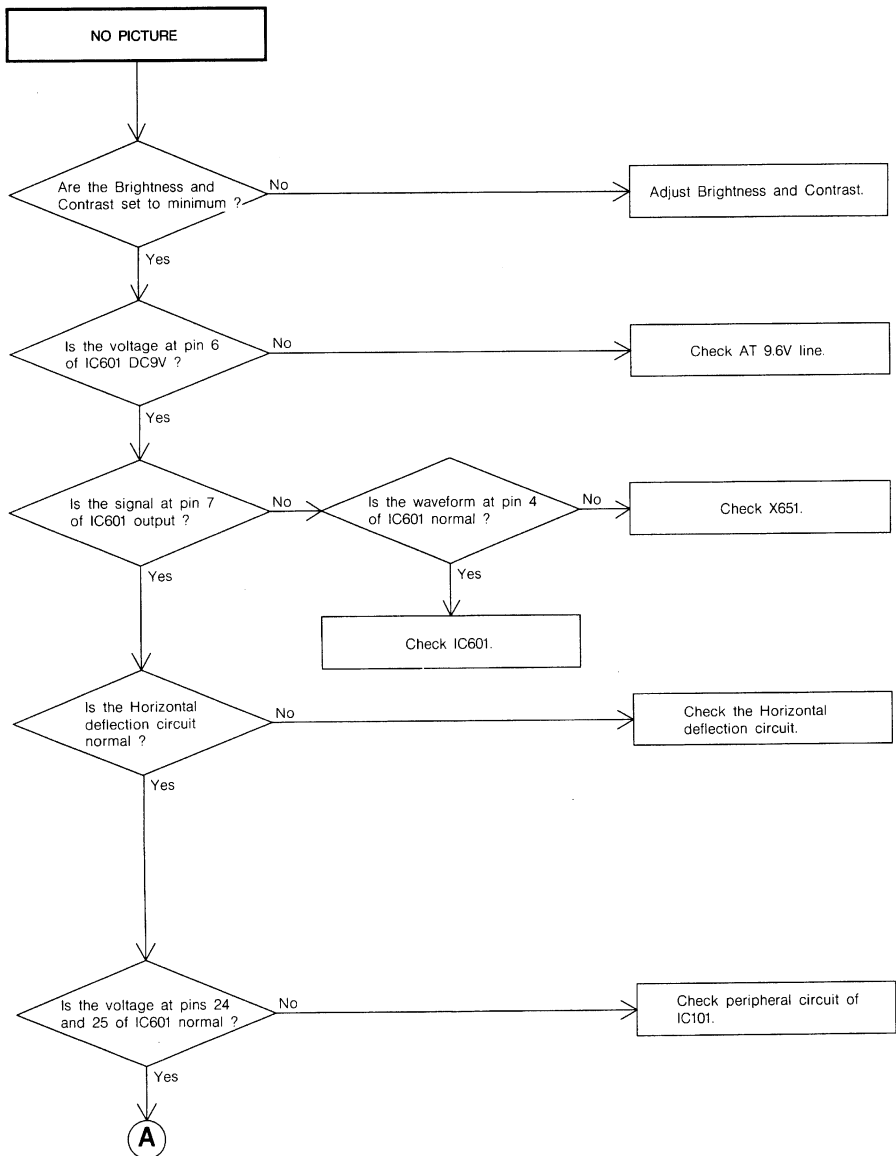 NO PICTURE
Are the Brightness and
Contrast set to minimum ?
No
Adjust Brightness and Contrast.
Yes
Is the voltage at pin 6
of IC601 DC9V ?
No
Check AT 9.6V line.
Yes
Is the signal at pin 7
of IC601 output ?
No
Is the waveform at pin 4
of IC601 normal ?
No
Check X651.
Yes
Yes
Check IC601.
Is the Horizontal
deflection circuit
normal ?
No
Check the Horizontal
deflection circuit.
Yes
Is the voltage at pins 24
and 25 of IC601 normal ?
No
Check peripheral circuit of
IC101.
Yes
A